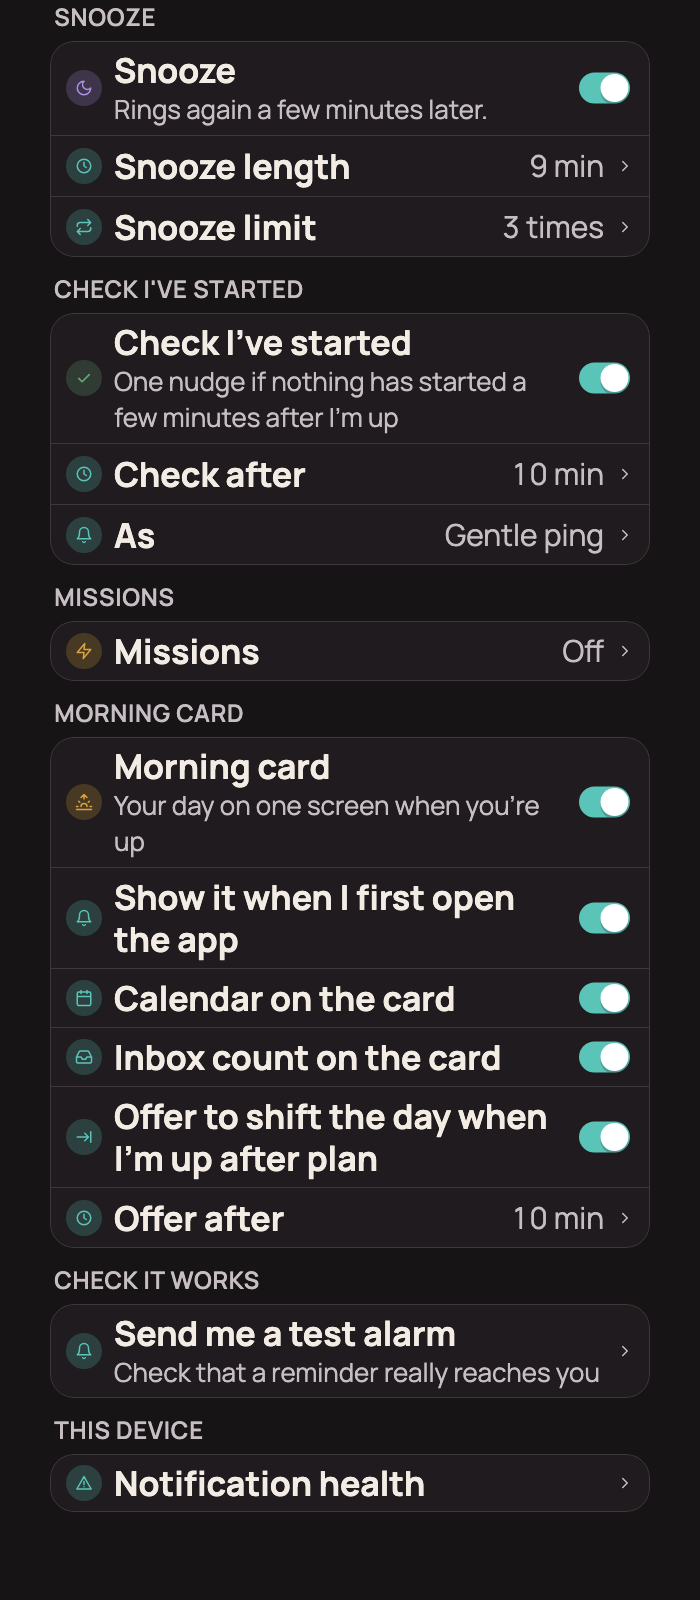 SNOOZE
Snooze
Rings again a few minutes later.
Snooze length
9 min
Snooze limit
3 times
CHECK I'VE STARTED
Check I’ve started
One nudge if nothing has started a
few minutes after I’m up
Check after
10 min
As
Gentle ping
MISSIONS
Missions
Off
MORNING CARD
Morning card
Your day on one screen when you’re
up
Show it when I first open
the app
Calendar on the card
Inbox count on the card
Offer to shift the day when
I’m up after plan
Offer after
10 min
CHECK IT WORKS
Send me a test alarm
Check that a reminder really reaches you
THIS DEVICE
Notification health